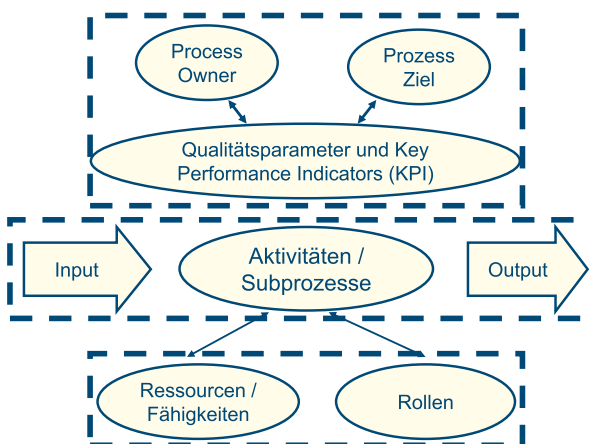 Process
Owner
Prozess
Ziel
Qualitätsparameter und Key
Performance Indicators (KPI)
Input
Aktivitäten /
Subprozesse
Output
Ressourcen /
Fähigkeiten
Rollen